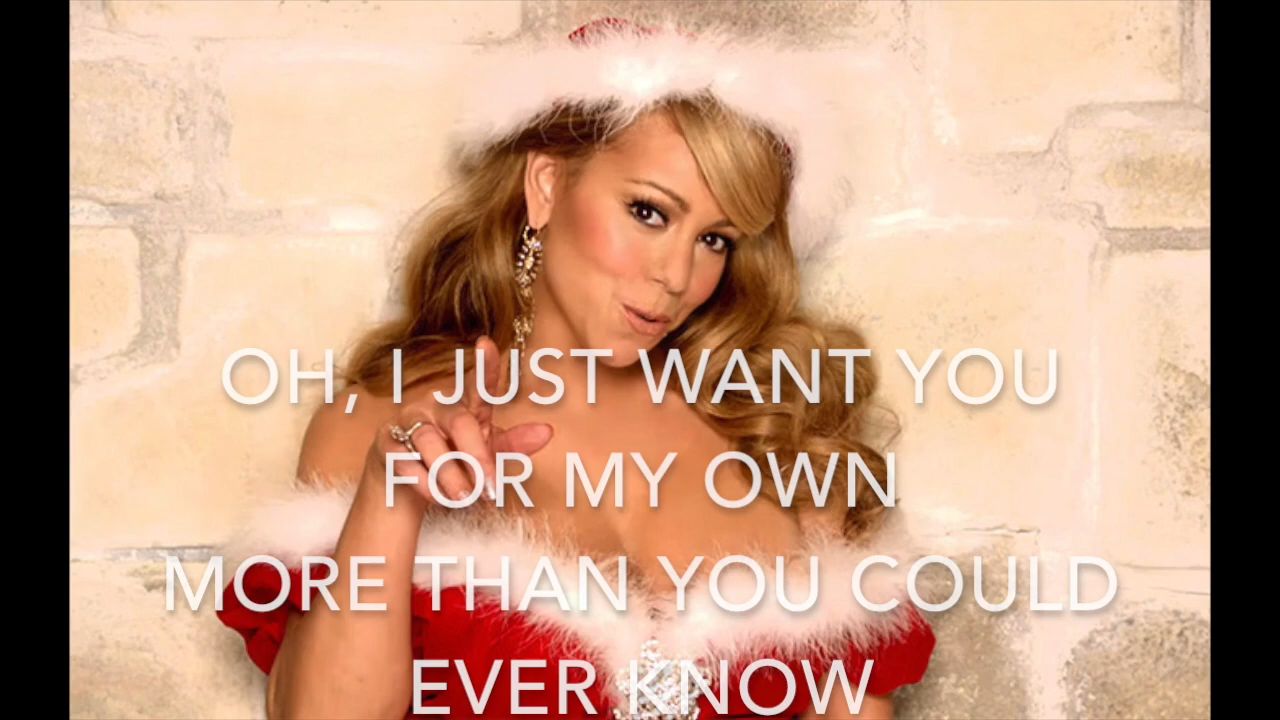 OH, I JUST WANT YOU
FOR MY OWN
MORE THAN YOU COULD
EVER KNOW